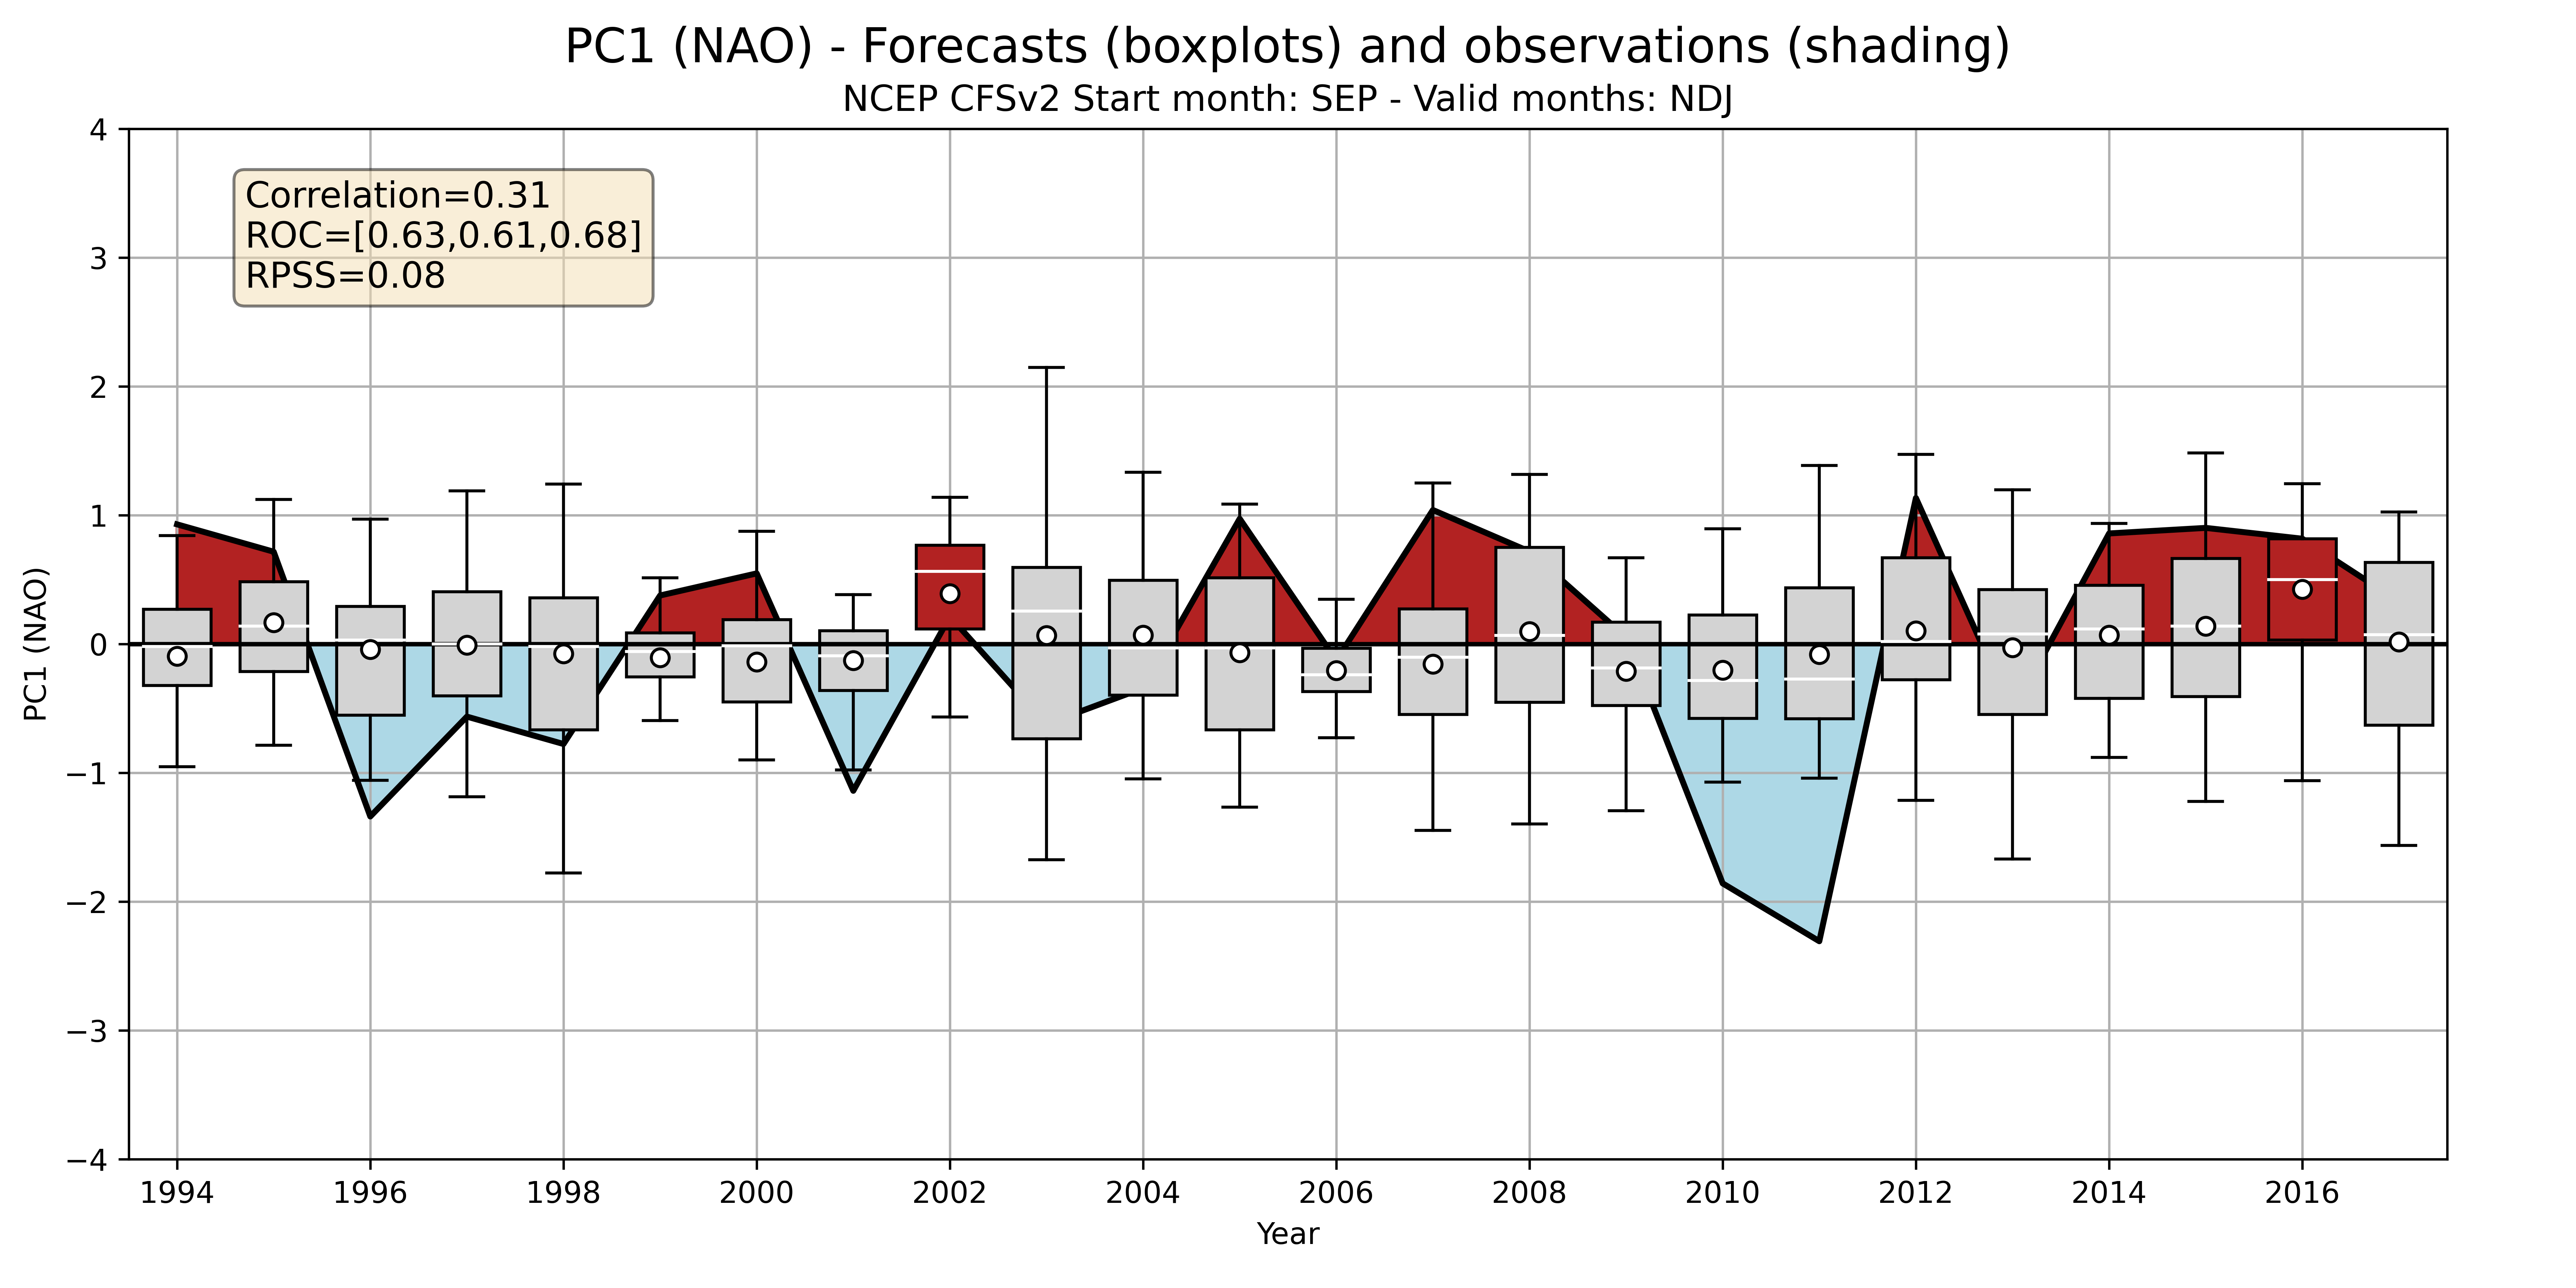 PC1 (NAO) - Forecasts (boxplots) and observations (shading)
NCEP CFSv2 Start month: SEP - Valid months: NDJ
Correlation=0.31
ROC=[0.63,0.61,0.68]
RPSS=0.08
PC1 (NAO)
4
3
2
1
0
−1
−2
−3
−4
1994 1996 1998 2000 2002 2004 2006 2008 2010 2012 2014 2016
Year